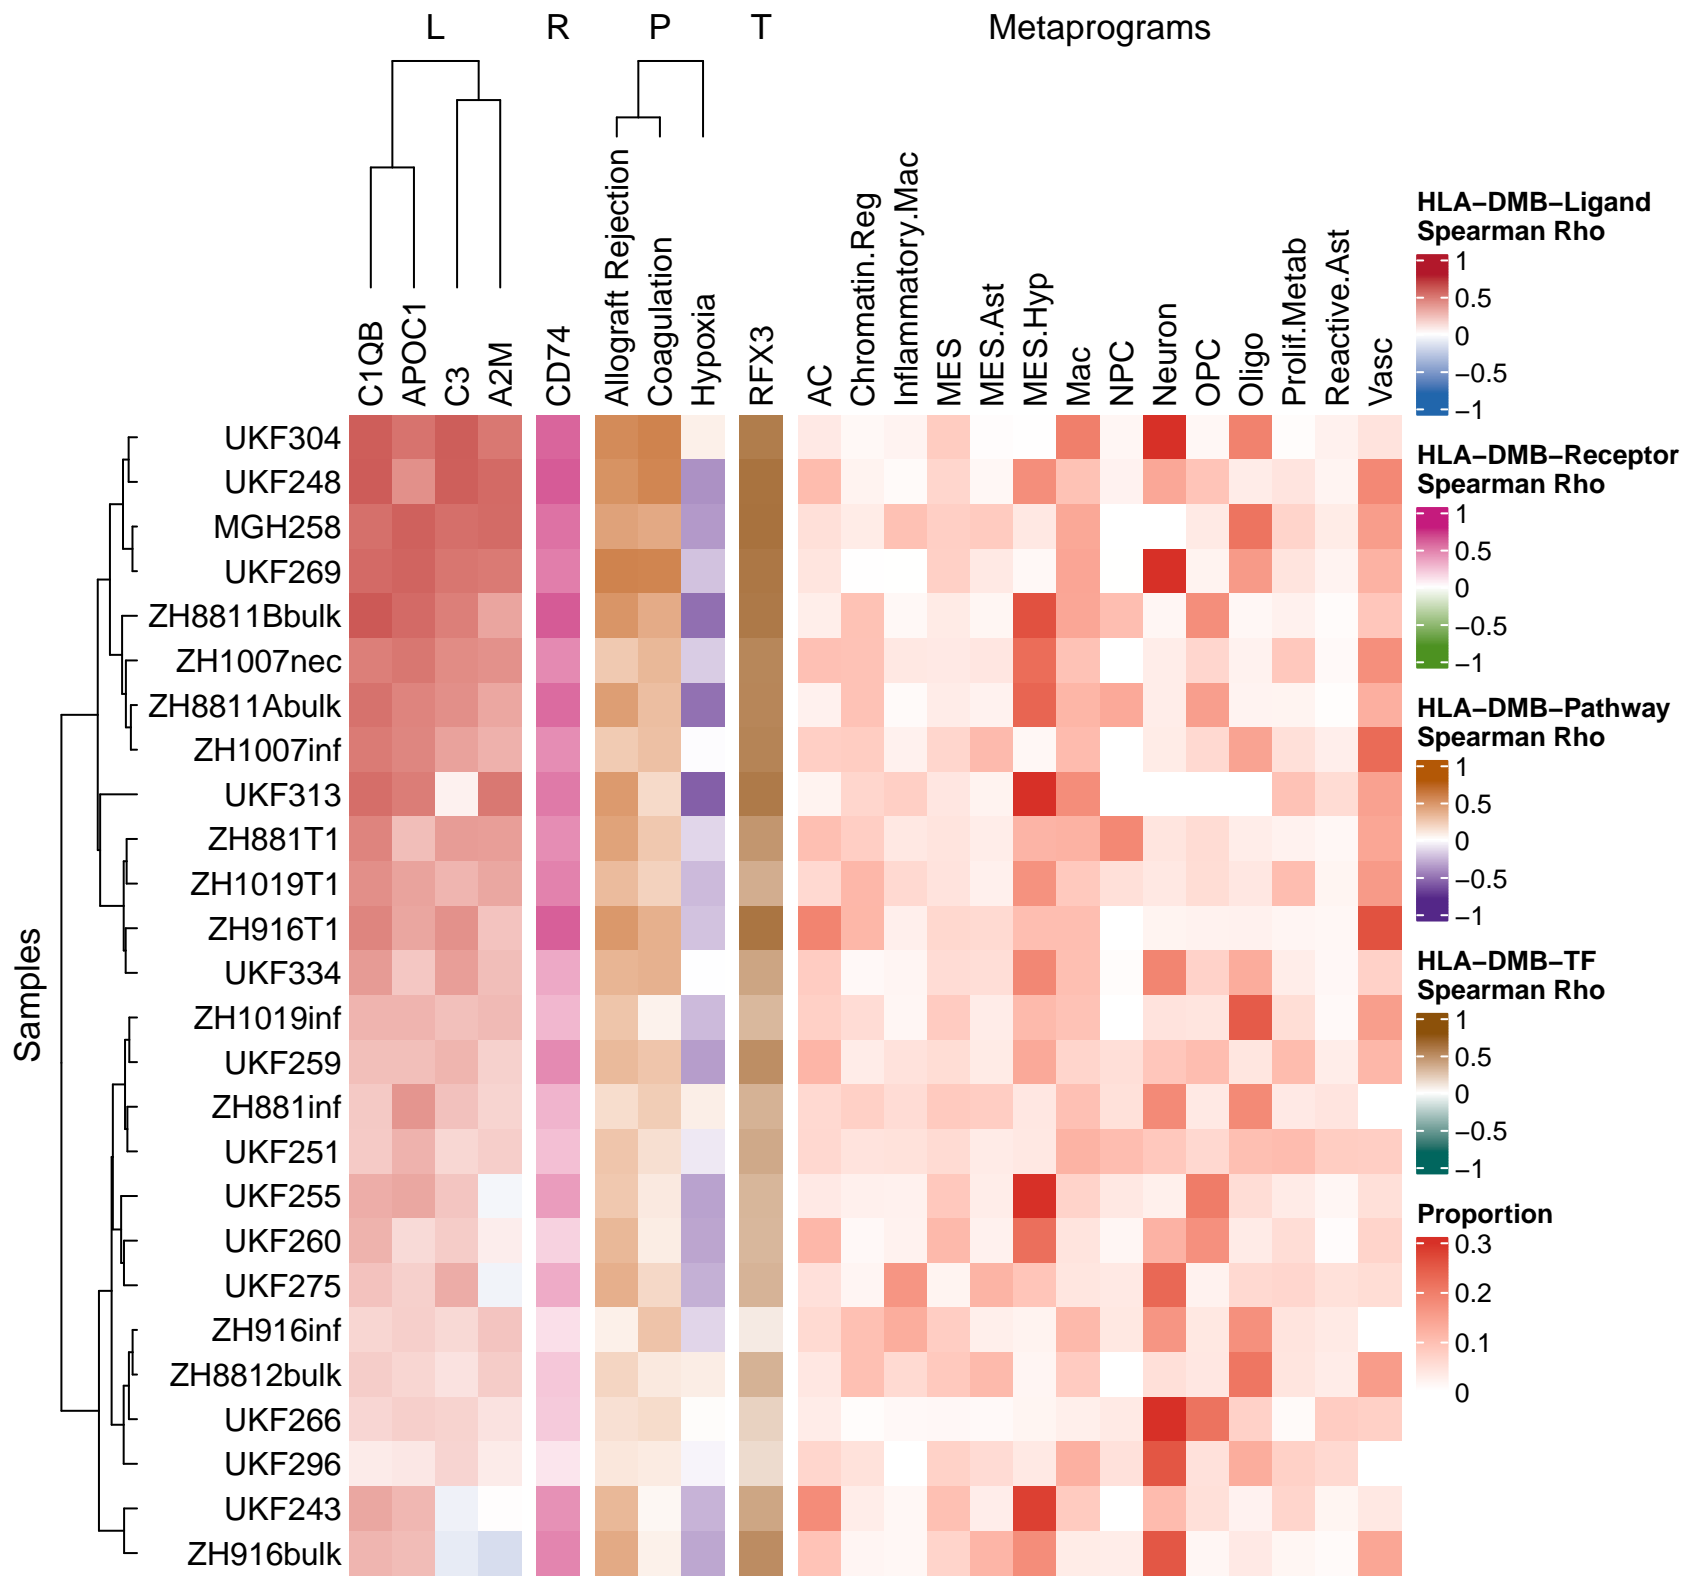 L R P T Metaprograms
C1QB
APOC1
C3
A2M
CD74
Allograft Rejection
Coagulation
Hypoxia
RFX3
AC
Chromatin.Reg
Inflammatory.Mac
MES
MES.Ast
MES.Hyp
Mac
NPC
Neuron
OPC
Oligo
Prolif.Metab
Reactive.Ast
Vasc
Samples
UKF304
UKF248
MGH258
UKF269
ZH8811Bbulk
ZH1007nec
ZH8811Abulk
ZH1007inf
UKF313
ZH881T1
ZH1019T1
ZH916T1
UKF334
ZH1019inf
UKF259
ZH881inf
UKF251
UKF255
UKF260
UKF275
ZH916inf
ZH8812bulk
UKF266
UKF296
UKF243
ZH916bulk
HLA−DMB−Ligand
Spearman Rho
1
0.5
0
−0.5
−1
HLA−DMB−Receptor
Spearman Rho
1
0.5
0
−0.5
−1
HLA−DMB−Pathway
Spearman Rho
1
0.5
0
−0.5
−1
HLA−DMB−TF
Spearman Rho
1
0.5
0
−0.5
−1
Proportion
0.3
0.2
0.1
0